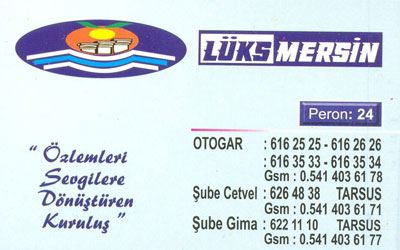 LÜKS MERSİN
Peron: 24
OTOGAR : 616 25 25 - 616 26 26
: 616 35 33 - 616 35 34
Gsm : 0.541 403 61 78
Şube Cetvel : 626 48 38 TARSUS
Gsm : 0.541 403 61 71
Şube Gima : 622 11 10 TARSUS
Gsm : 0.541 403 61 77
“ Özlemleri
Sevgilere
Dönüştüren
Kuruluş ”